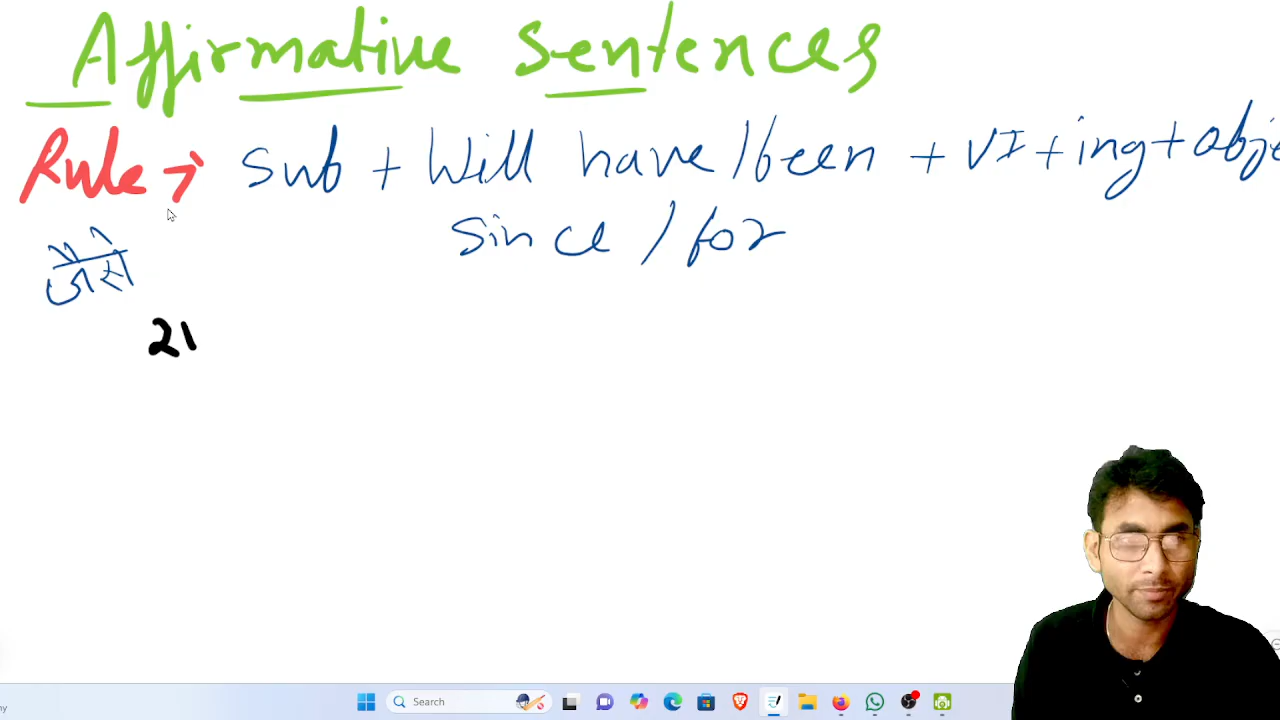 Affirmative Sentences
Rule → Sub + Will have/been + VI + ing + obje
Since / for
जैसे
21
Search